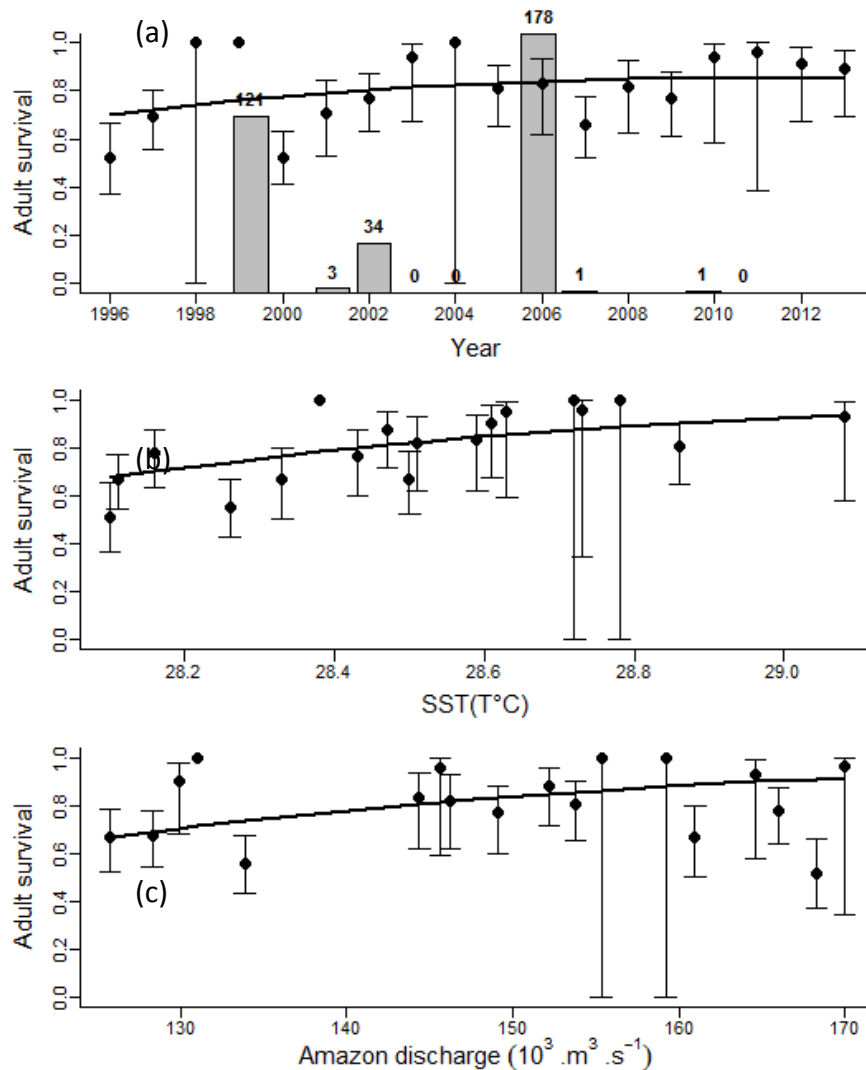 (a)
178
121
3
34
0
0
1
1
0
Adult survival
0.0 0.2 0.4 0.6 0.8 1.0
1996 1998 2000 2002 2004 2006 2008 2010 2012
Year
(b)
Adult survival
0.0 0.2 0.4 0.6 0.8 1.0
28.2 28.4 28.6 28.8 29.0
SST(T°C)
(c)
Adult survival
0.0 0.2 0.4 0.6 0.8 1.0
130 140 150 160 170
Amazon discharge (10³ .m³ .s⁻¹)